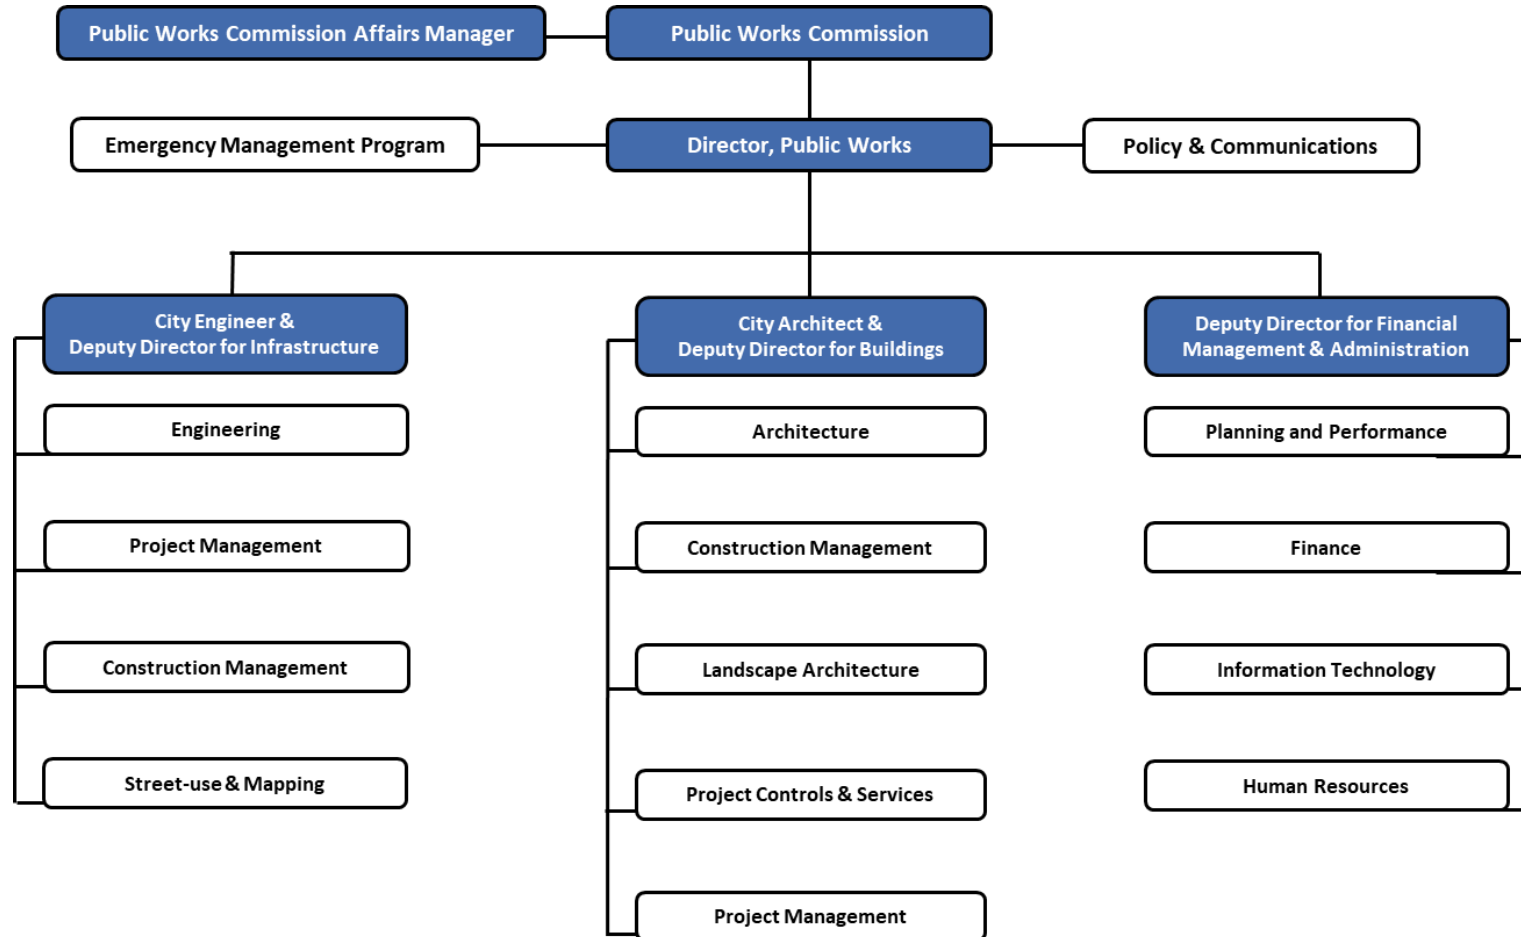 Public Works Commission Affairs Manager
Public Works Commission
Emergency Management Program
Director, Public Works
Policy & Communications
City Engineer &
Deputy Director for Infrastructure
Engineering
Project Management
Construction Management
Street-use & Mapping
City Architect &
Deputy Director for Buildings
Architecture
Construction Management
Landscape Architecture
Project Controls & Services
Project Management
Deputy Director for Financial
Management & Administration
Planning and Performance
Finance
Information Technology
Human Resources